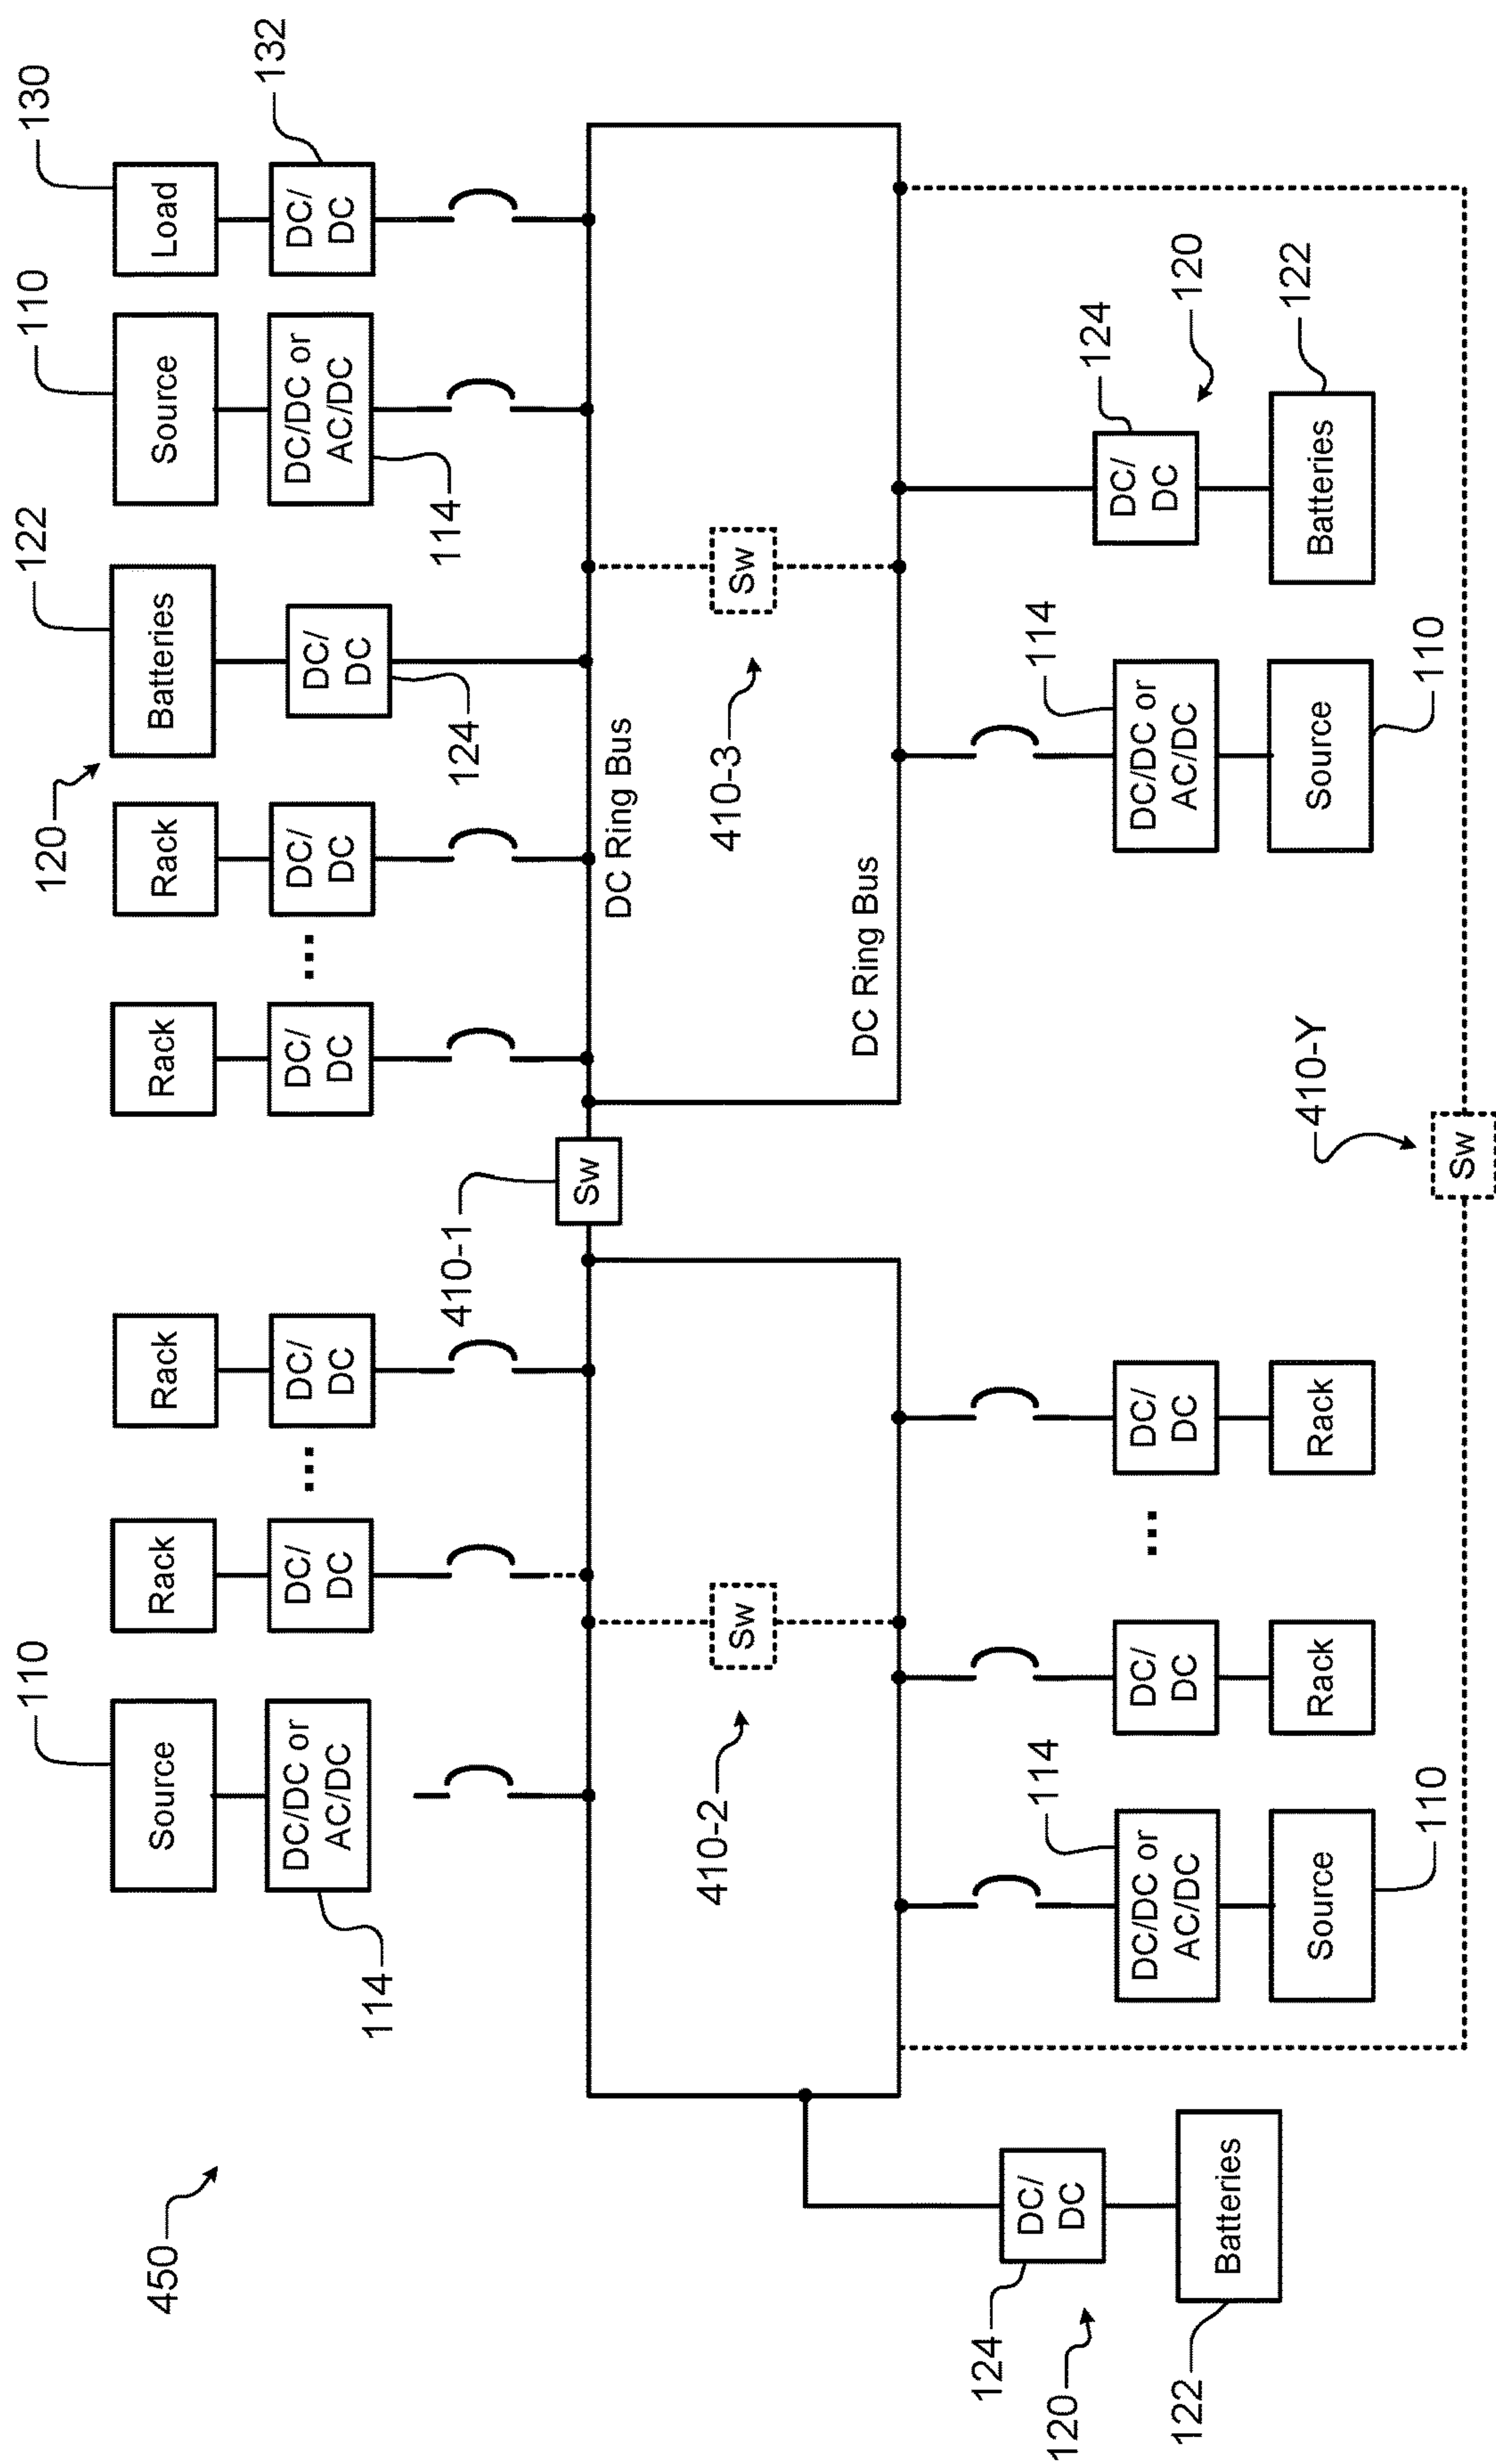 450
110
Source
DC/DC or
AC/DC
114
Rack
DC/
DC
...
Rack
DC/
DC
410-1
Sw
Rack
DC/
DC
...
Rack
DC/
DC
120
122
Batteries
DC/
DC
124
110
Source
DC/DC or
AC/DC
114
130
Load
DC/
DC
132
DC Ring Bus
Sw
410-2
Sw
410-3
DC Ring Bus
124
DC/
DC
120
Batteries
122
114
DC/DC or
AC/DC
Source
110
DC/
DC
Rack
...
DC/
DC
Rack
410-Y
Sw
114
DC/DC or
AC/DC
Source
110
124
DC/
DC
120
Batteries
122